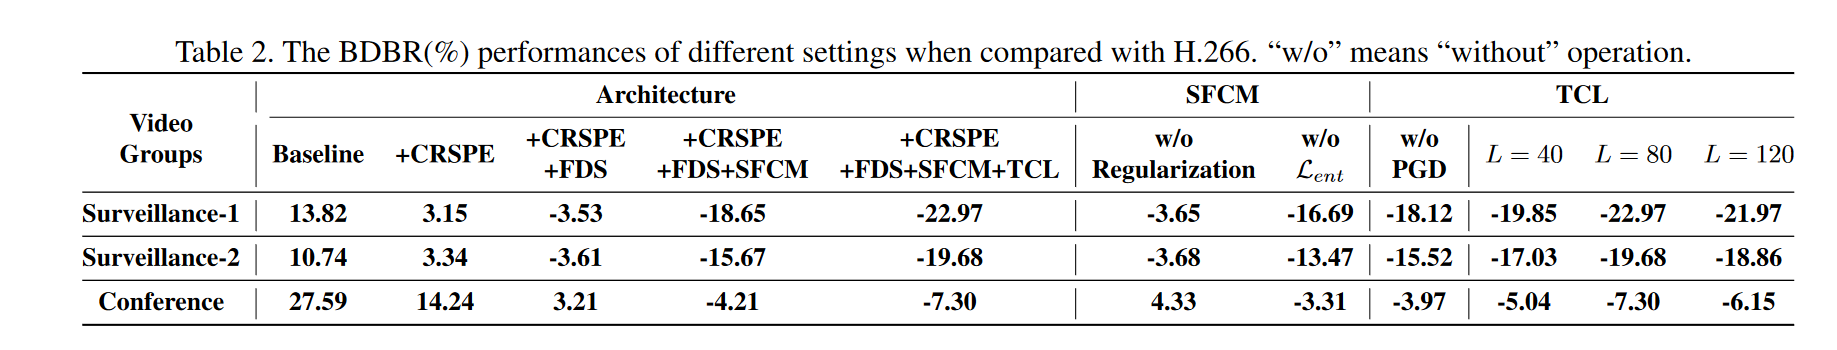 Table 2. The BDBR(%) performances of different settings when compared with H.266. “w/o” means “without” operation.
Video Groups | Architecture | SFCM | TCL
Baseline | +CRSPE | +CRSPE +FDS | +CRSPE +FDS+SFCM | +CRSPE +FDS+SFCM+TCL | w/o Regularization | w/o ℒent | w/o PGD | L = 40 | L = 80 | L = 120
Surveillance-1 | 13.82 | 3.15 | -3.53 | -18.65 | -22.97 | -3.65 | -16.69 | -18.12 | -19.85 | -22.97 | -21.97
Surveillance-2 | 10.74 | 3.34 | -3.61 | -15.67 | -19.68 | -3.68 | -13.47 | -15.52 | -17.03 | -19.68 | -18.86
Conference | 27.59 | 14.24 | 3.21 | -4.21 | -7.30 | 4.33 | -3.31 | -3.97 | -5.04 | -7.30 | -6.15